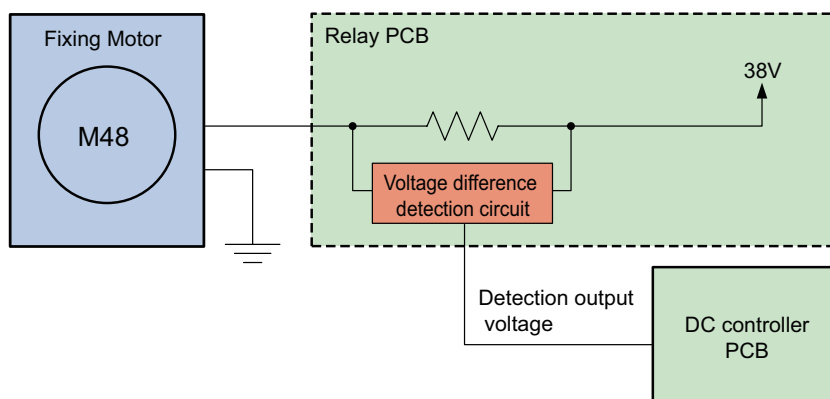 Fixing Motor
M48
Relay PCB
38V
Voltage difference
detection circuit
Detection output
voltage
DC controller
PCB